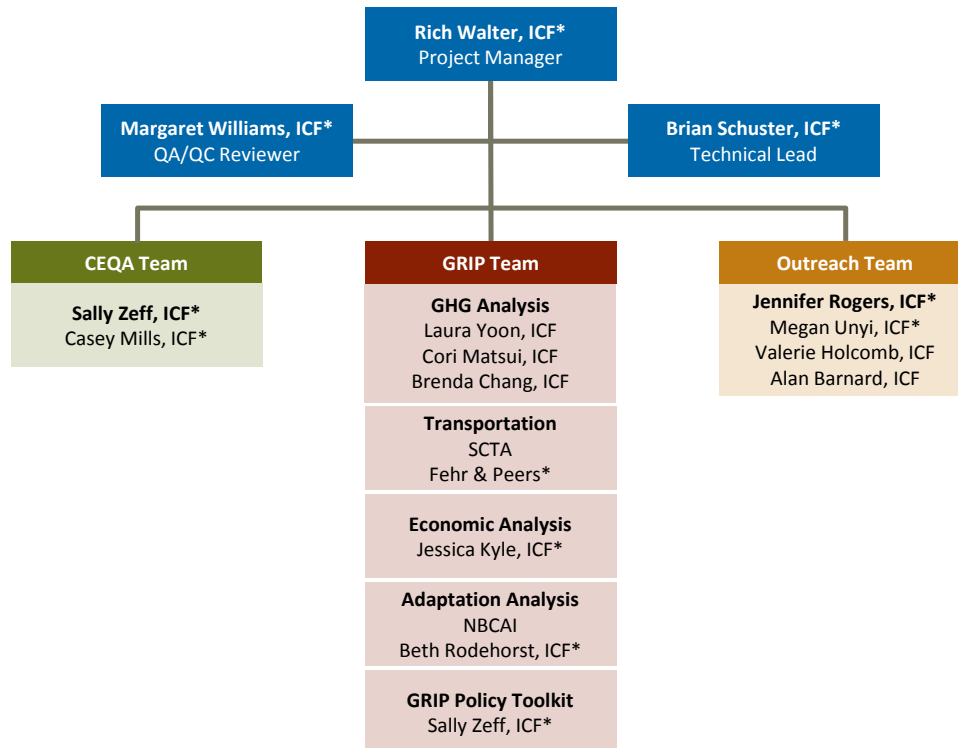 Rich Walter, ICF*
Project Manager
Margaret Williams, ICF*
QA/QC Reviewer
Brian Schuster, ICF*
Technical Lead
CEQA Team
Sally Zeff, ICF*
Casey Mills, ICF*
GRIP Team
GHG Analysis
Laura Yoon, ICF
Cori Matsui, ICF
Brenda Chang, ICF
Transportation
SCTA
Fehr & Peers*
Economic Analysis
Jessica Kyle, ICF*
Adaptation Analysis
NBCAI
Beth Rodehorst, ICF*
GRIP Policy Toolkit
Sally Zeff, ICF*
Outreach Team
Jennifer Rogers, ICF*
Megan Unyi, ICF*
Valerie Holcomb, ICF
Alan Barnard, ICF